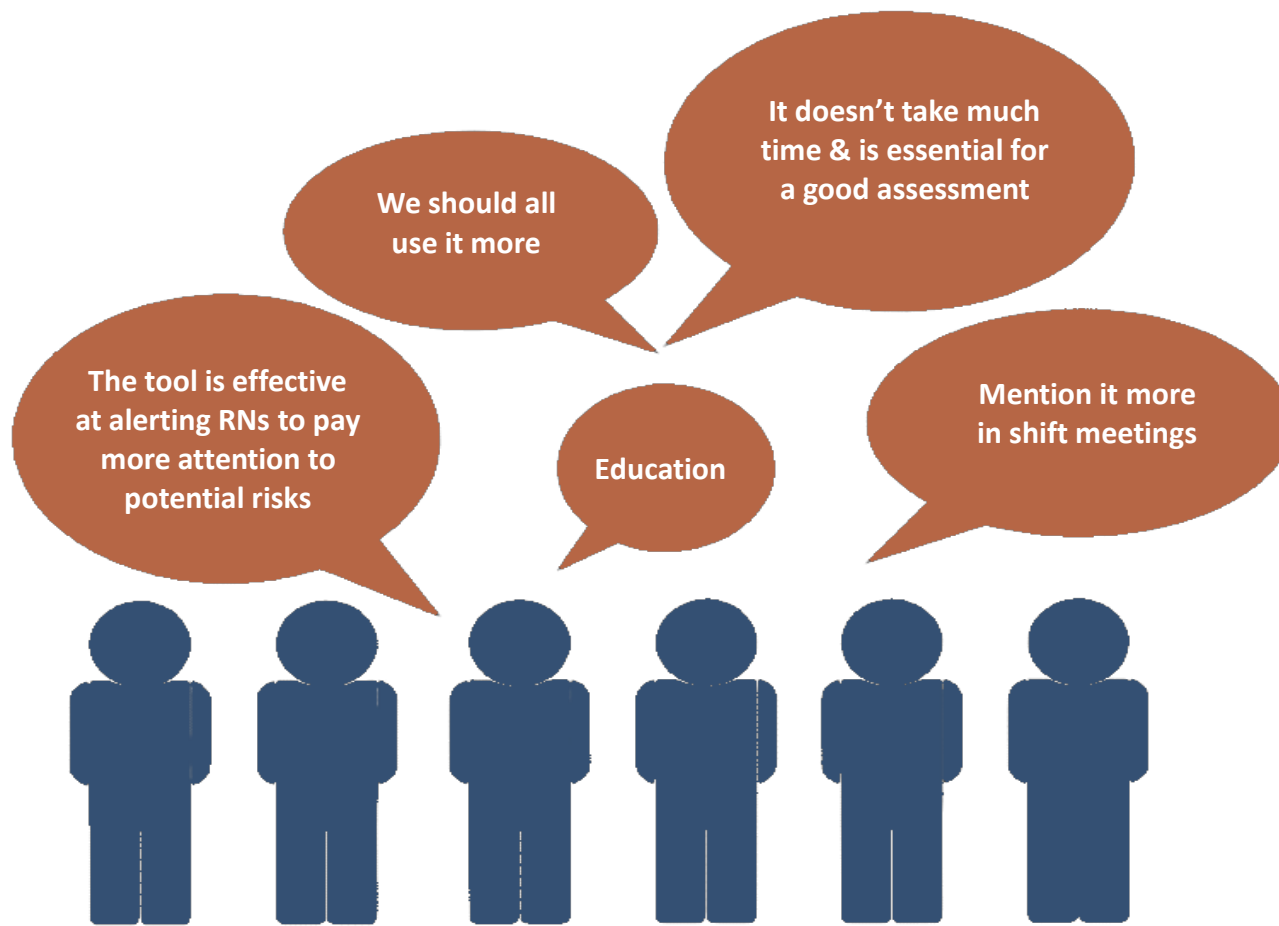 It doesn’t take much
time & is essential for
a good assessment
We should all
use it more
The tool is effective
at alerting RNs to pay
more attention to
potential risks
Education
Mention it more
in shift meetings